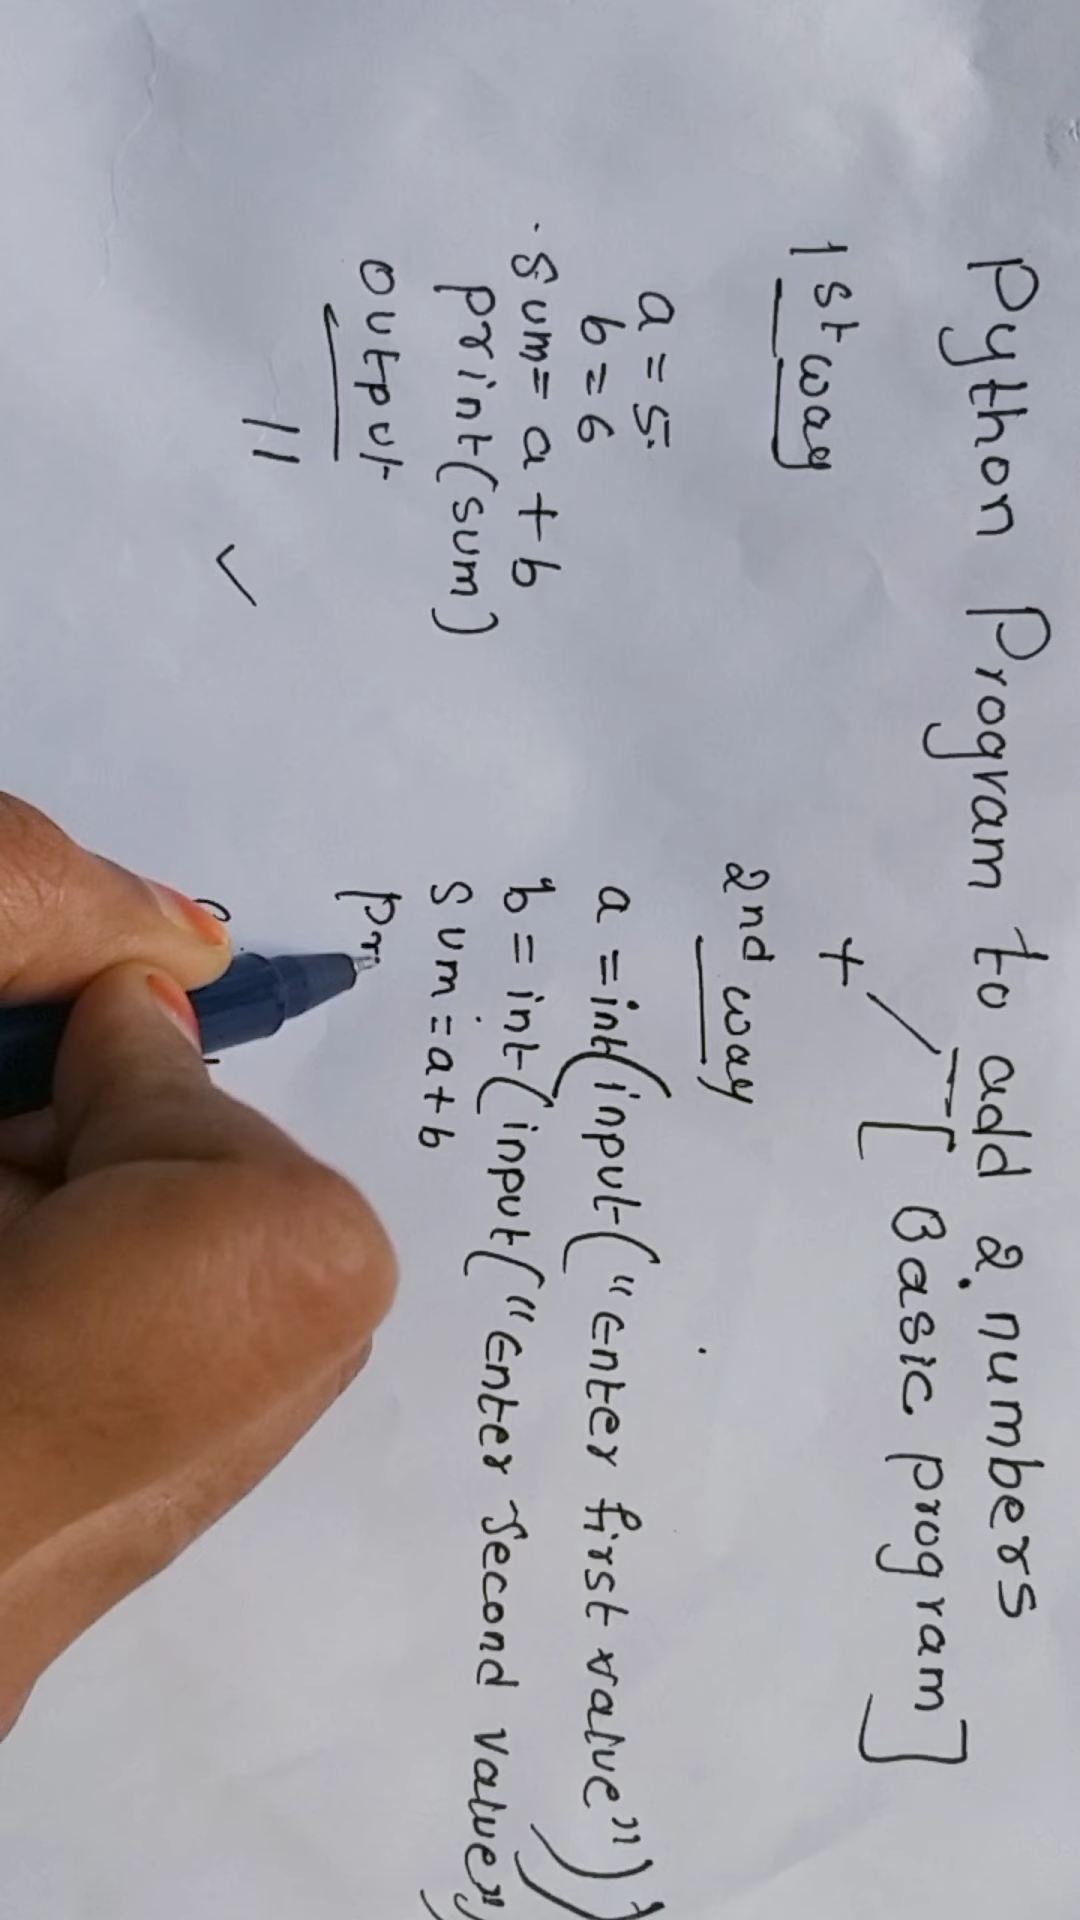 Python Program to add 2 numbers
+ [Basic program]
1st way
a = 5
b = 6
sum = a + b
print(sum)
output
11
2nd way
a = int(input("Enter first value"))
b = int(input("Enter Second value"))
sum = a + b
Pr